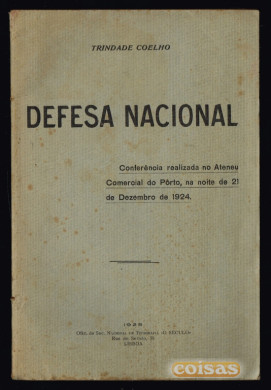 TRINDADE COELHO
DEFESA NACIONAL
Conferência realizada no Ateneu
Comercial do Pôrto, na noite de 21
de Dezembro de 1924.
LISBOA
coisas